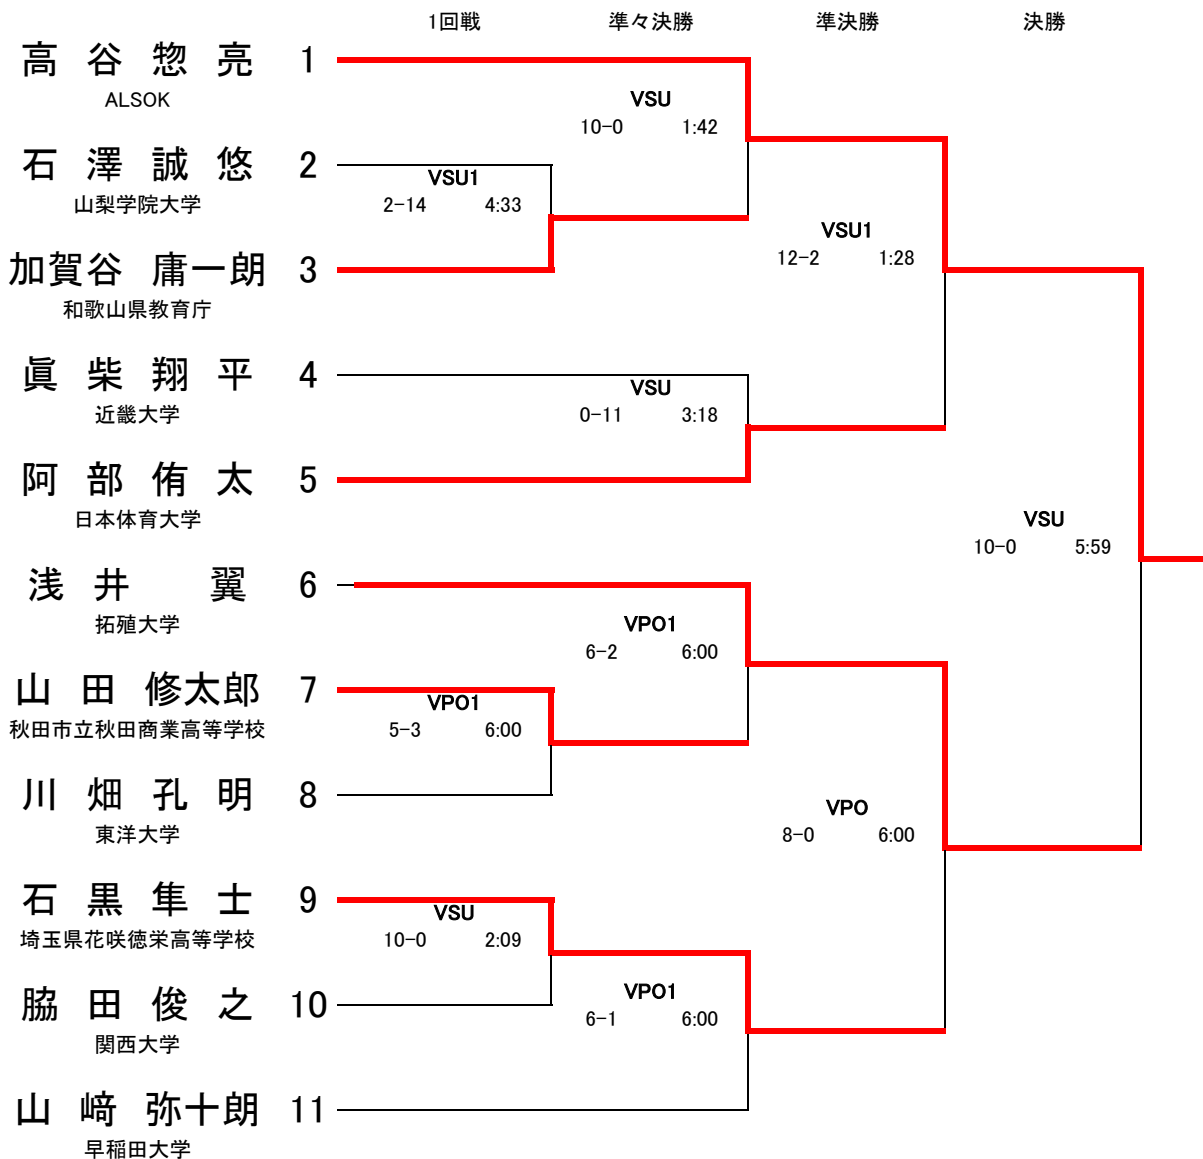 1回戦 準々決勝 準決勝 決勝
高谷惣亮 1
ALSOK
VSU
10-0 1:42
石澤誠悠 2
山梨学院大学
VSU1
2-14 4:33
VSU1
12-2 1:28
加賀谷 庸一朗 3
和歌山県教育庁
眞柴翔平 4
近畿大学
VSU
0-11 3:18
阿部侑太 5
日本体育大学
VSU
10-0 5:59
浅井 翼 6
拓殖大学
VPO1
6-2 6:00
山田 修太郎 7
秋田市立秋田商業高等学校
VPO1
5-3 6:00
川畑孔明 8
東洋大学
VPO
8-0 6:00
石黒隼士 9
埼玉県花咲徳栄高等学校
VSU
10-0 2:09
脇田俊之 10
関西大学
VPO1
6-1 6:00
山﨑 弥十朗 11
早稲田大学